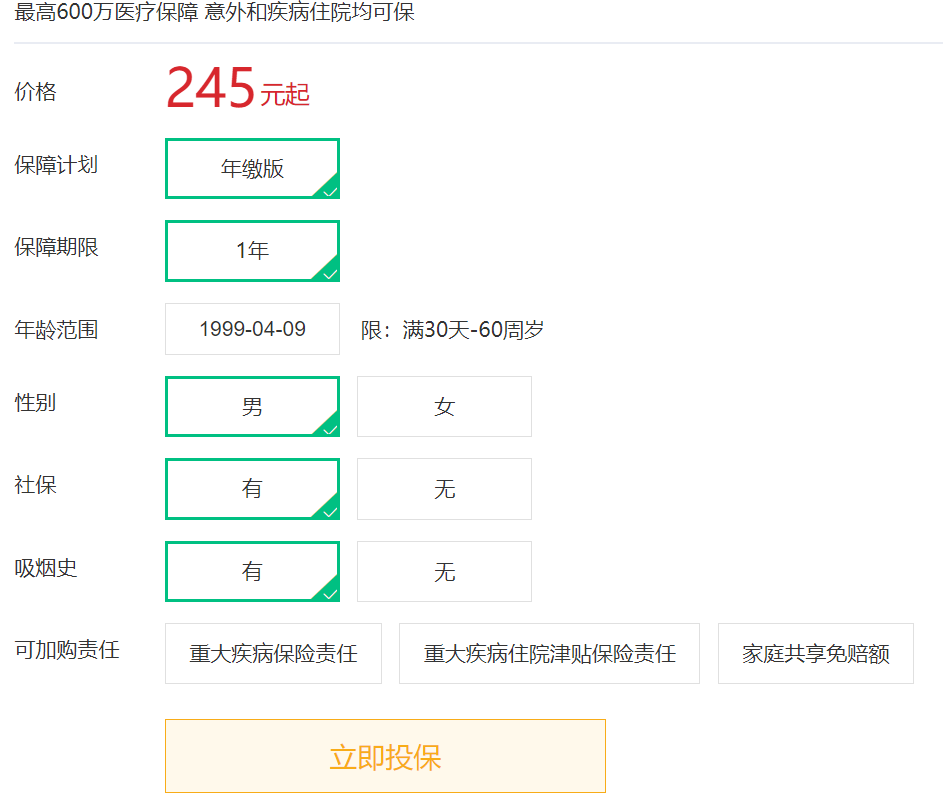 最高600万医疗保障 意外和疾病住院均可保
价格 245元起
保障计划 年缴版
保障期限 1年
年龄范围 1999-04-09 限：满30天-60周岁
性别 男 女
社保 有 无
吸烟史 有 无
可加购责任 重大疾病保险责任 重大疾病住院津贴保险责任 家庭共享免赔额
立即投保